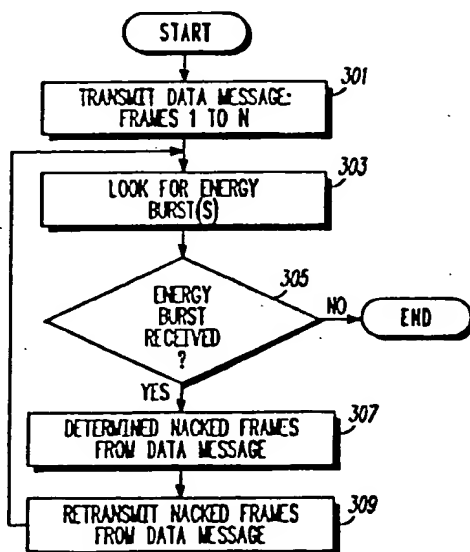 START
301
TRANSMIT DATA MESSAGE:
FRAMES 1 TO N
303
LOOK FOR ENERGY
BURST(S)
305
ENERGY
BURST
RECEIVED
?
NO
END
YES
307
DETERMINED NACKED FRAMES
FROM DATA MESSAGE
309
RETRANSMIT NACKED FRAMES
FROM DATA MESSAGE